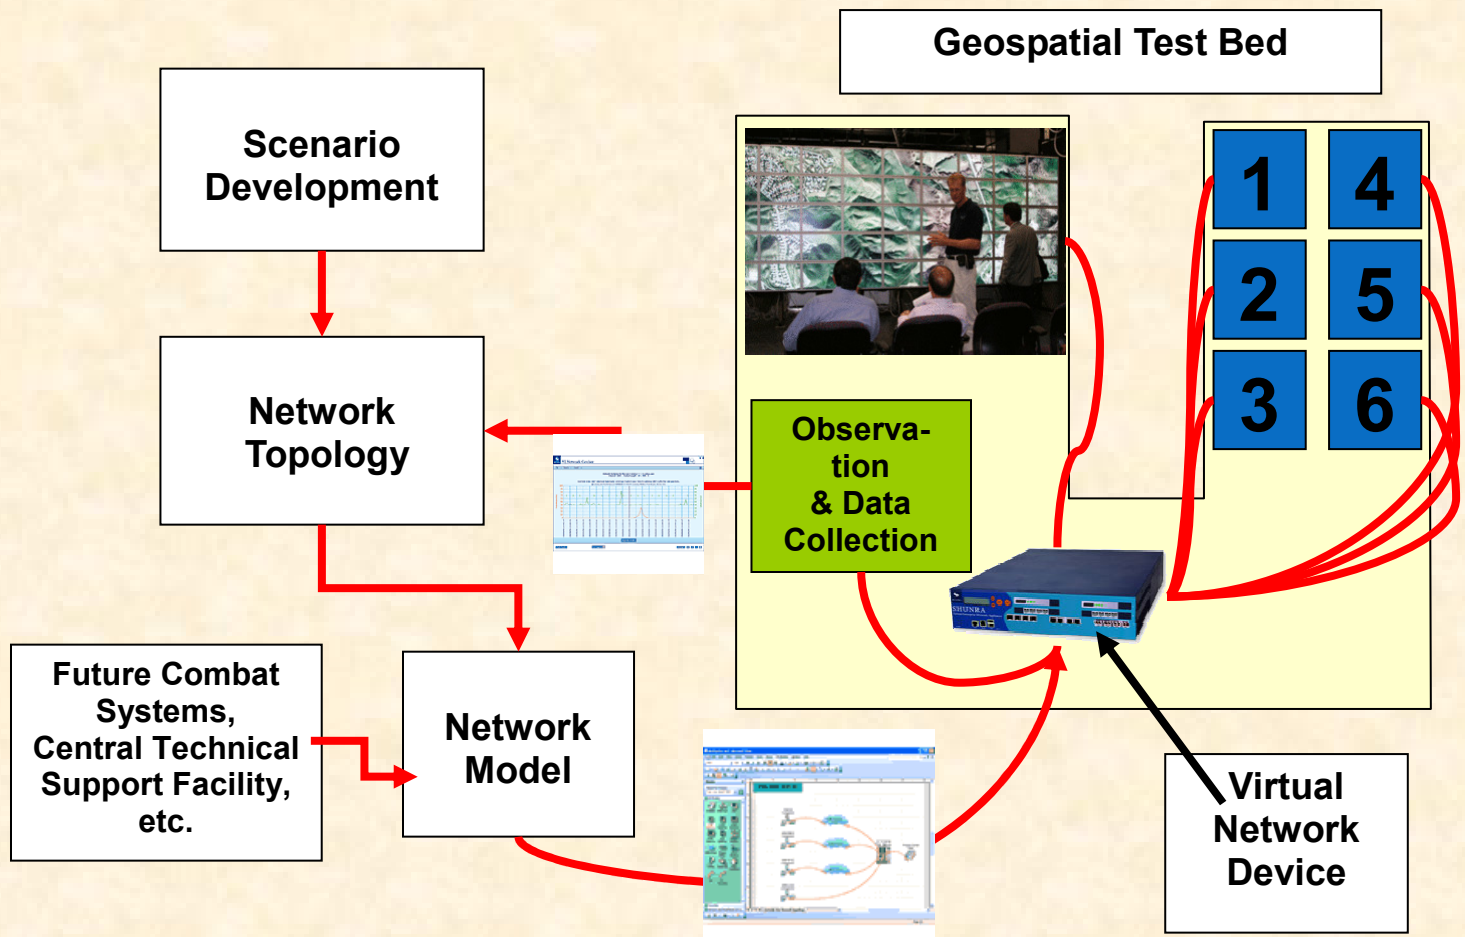 Geospatial Test Bed
Scenario
Development
1
4
2
5
3
6
Network
Topology
Observa-
tion
& Data
Collection
SHUNRA
Future Combat
Systems,
Central Technical
Support Facility,
etc.
Network
Model
Virtual
Network
Device